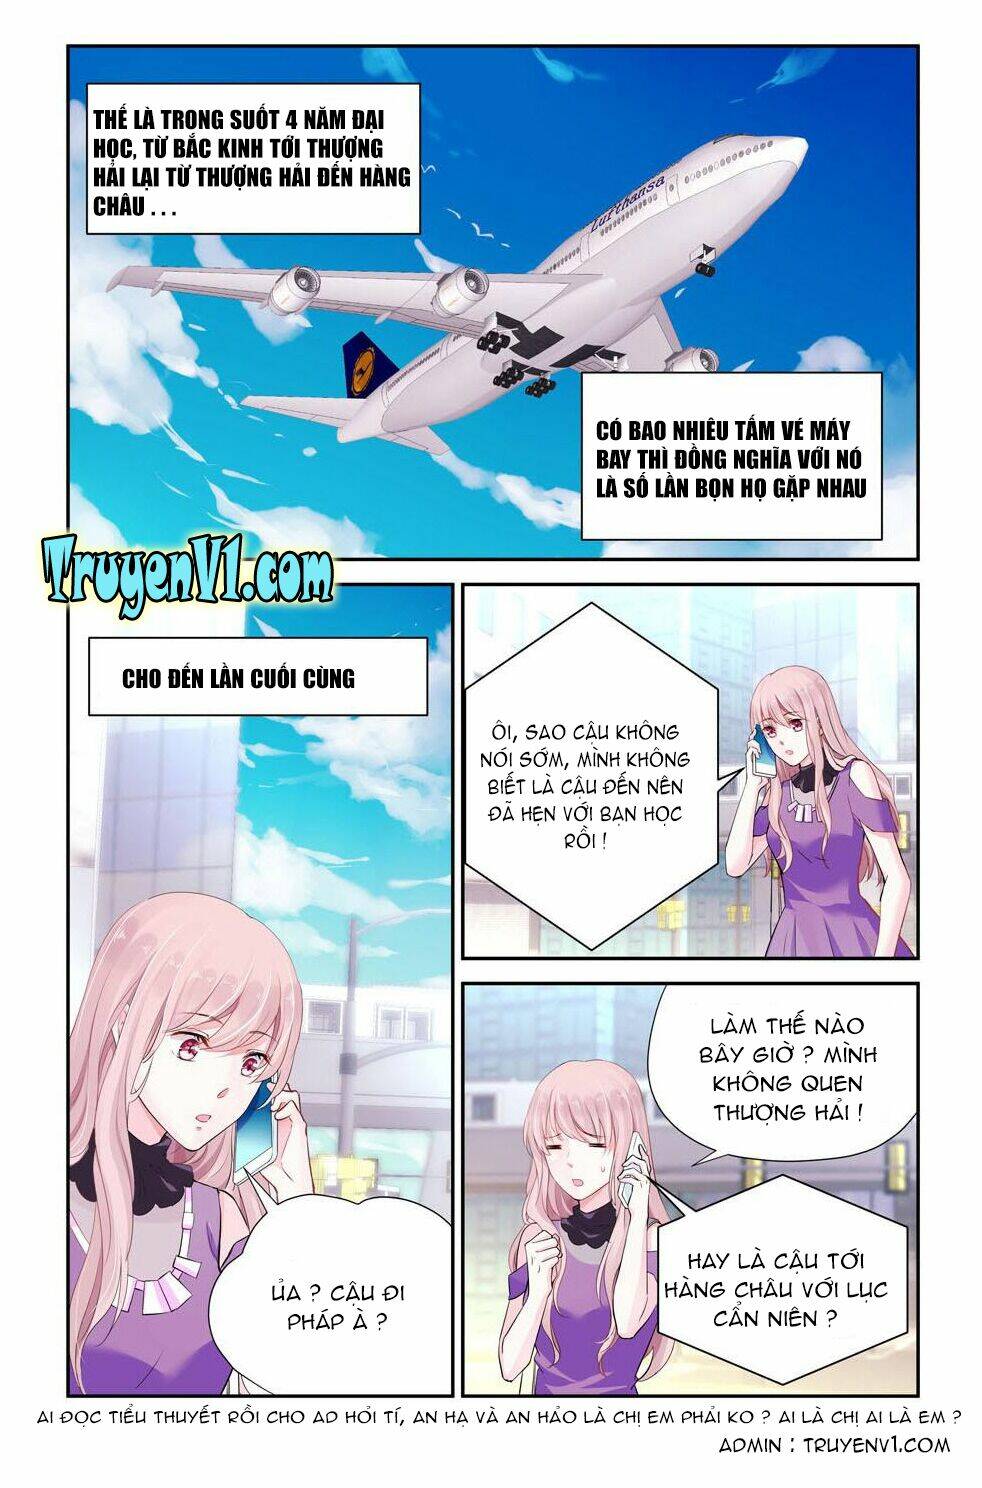 THẾ LÀ TRONG SUỐT 4 NĂM ĐẠI
HỌC, TỪ BẮC KINH TỚI THƯỢNG
HẢI LẠI TỪ THƯỢNG HẢI ĐẾN HÀNG
CHÂU . . .
Lufthansa
CÓ BAO NHIÊU TẤM VÉ MÁY
BAY THÌ ĐỒNG NGHĨA VỚI NÓ
LÀ SỐ LẦN BỌN HỌ GẶP NHAU
TruyenV1.com
CHO ĐẾN LẦN CUỐI CÙNG
ỦA ? CẬU ĐI
PHÁP À ?
ÔI, SAO CẬU KHÔNG
NÓI SỚM, MÌNH KHÔNG
BIẾT LÀ CẬU ĐẾN NÊN
ĐÃ HẸN VỚI BẠN HỌC
RỒI !
LÀM THẾ NÀO
BÂY GIỜ ? MÌNH
KHÔNG QUEN
THƯỢNG HẢI !
HAY LÀ CẬU TỚI
HÀNG CHÂU VỚI LỤC
CẨN NIÊN ?
AI ĐỌC TIỂU THUYẾT RỒI CHO AD HỎI TÍ, AN HẠ VÀ AN HẢO LÀ CHỊ EM PHẢI KO ? AI LÀ CHỊ AI LÀ EM ?
ADMIN : TRUYENV1.COM